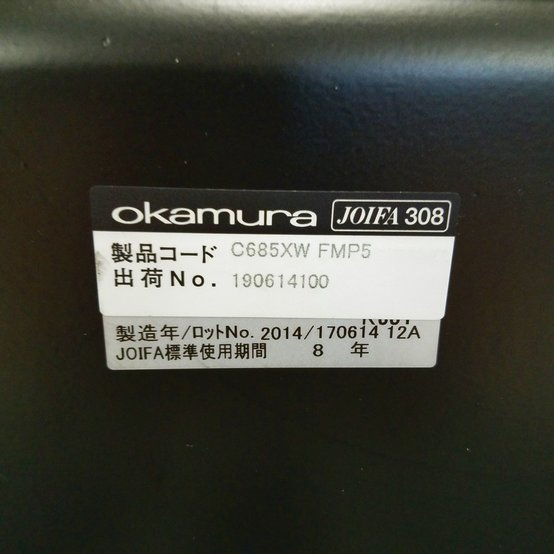 okamura JOIFA 308
製品コード C685XW FMP5
出荷No. 190614100
製造年/ロットNo. 2014/170614 12A
JOIFA標準使用期間 8 年